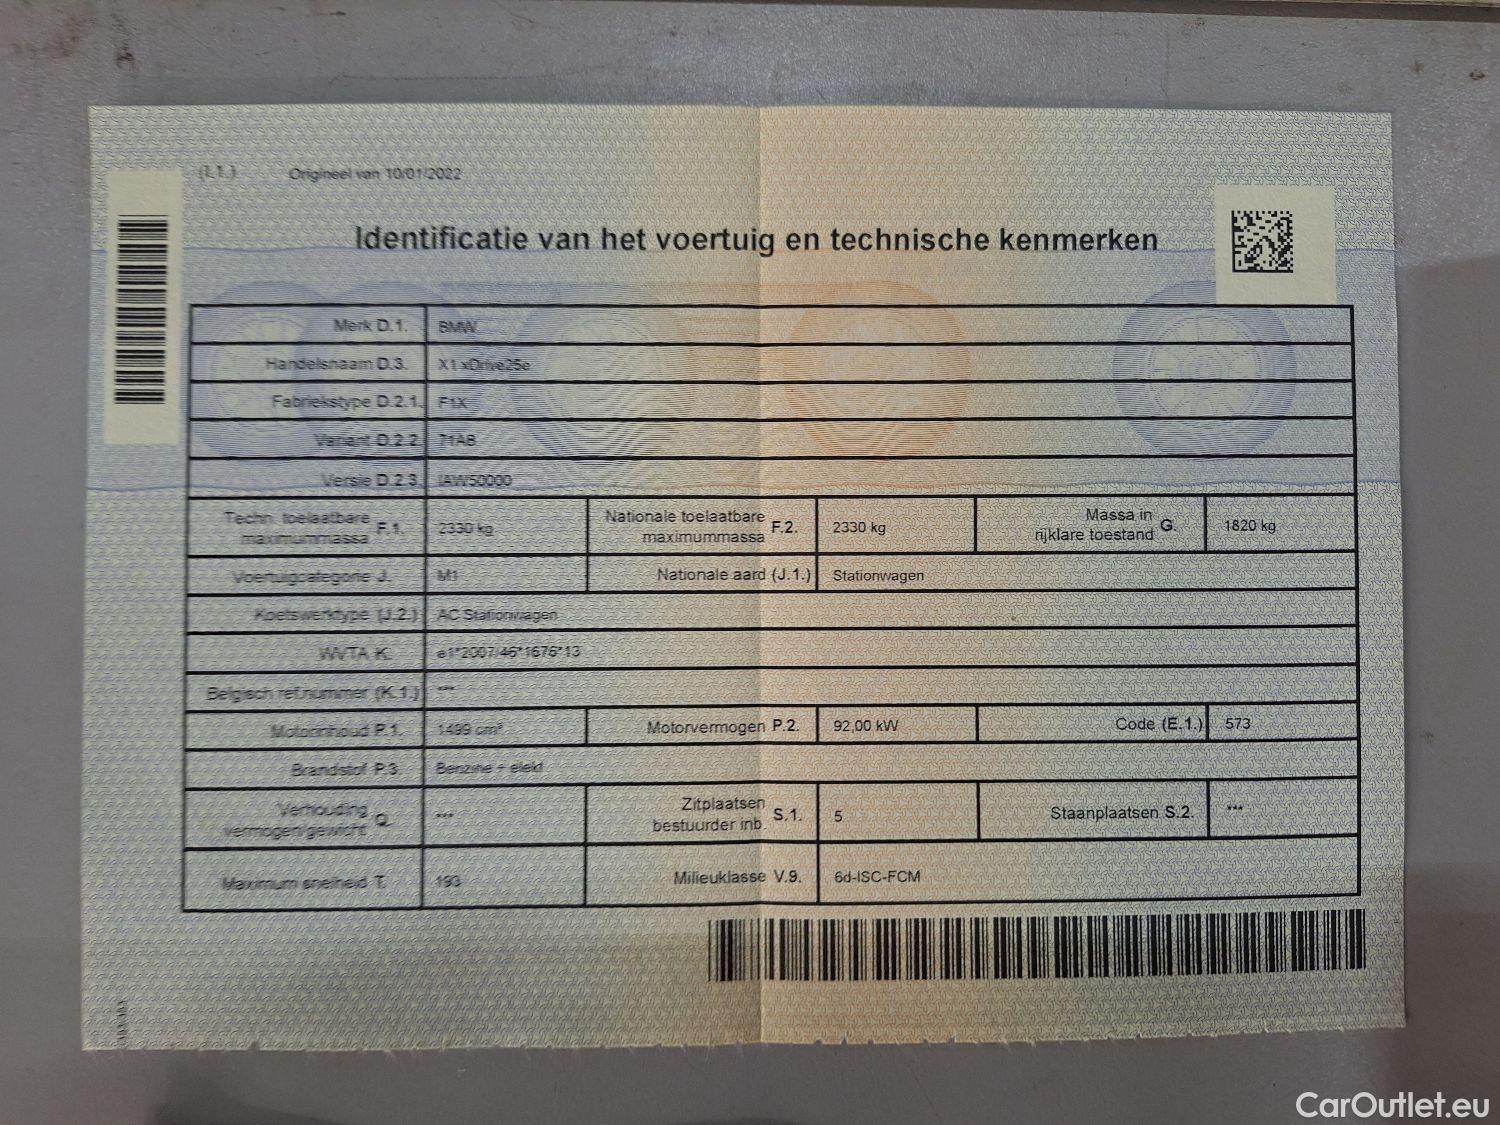 (I.1.) Origineel van 10/01/2022
Identificatie van het voertuig en technische kenmerken
Merk D.1. BMW
Handelsnaam D.3. X1 xDrive25e
Fabriekstype D.2.1. F1X
Variant D.2.2. 71AB
Versie D.2.3. IAW50000
Techn. toelaatbare maximummassa F.1. 2330 kg Nationale toelaatbare maximummassa F.2. 2330 kg Massa in rijklare toestand G. 1820 kg
Voertuigcategorie J. M1 Nationale aard (J.1.) Stationwagen
Koetswerktype (J.2.) AC Stationwagen
WVTA K. e1*2007/46*1676*13
Belgisch ref.nummer (K.1.) ***
Motorinhoud P.1. 1499 cm³ Motorvermogen P.2. 92,00 kW Code (E.1.) 573
Brandstof P.3. Benzine + elekt
Verhouding vermogen/gewicht Q. *** Zitplaatsen bestuurder inb. S.1. 5 Staanplaatsen S.2. ***
Maximum snelheid T. 193 Milieuklasse V.9. 6d-ISC-FCM
CarOutlet.eu